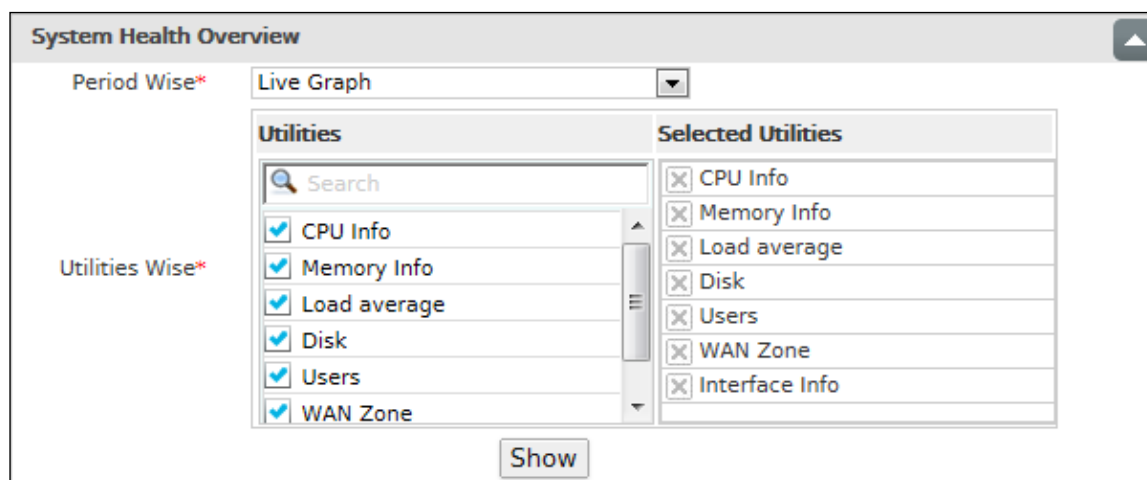 System Health Overview
Period Wise*
Live Graph
Utilities
Selected Utilities
Search
Utilities Wise*
CPU Info
Memory Info
Load average
Disk
Users
WAN Zone
CPU Info
Memory Info
Load average
Disk
Users
WAN Zone
Interface Info
Show